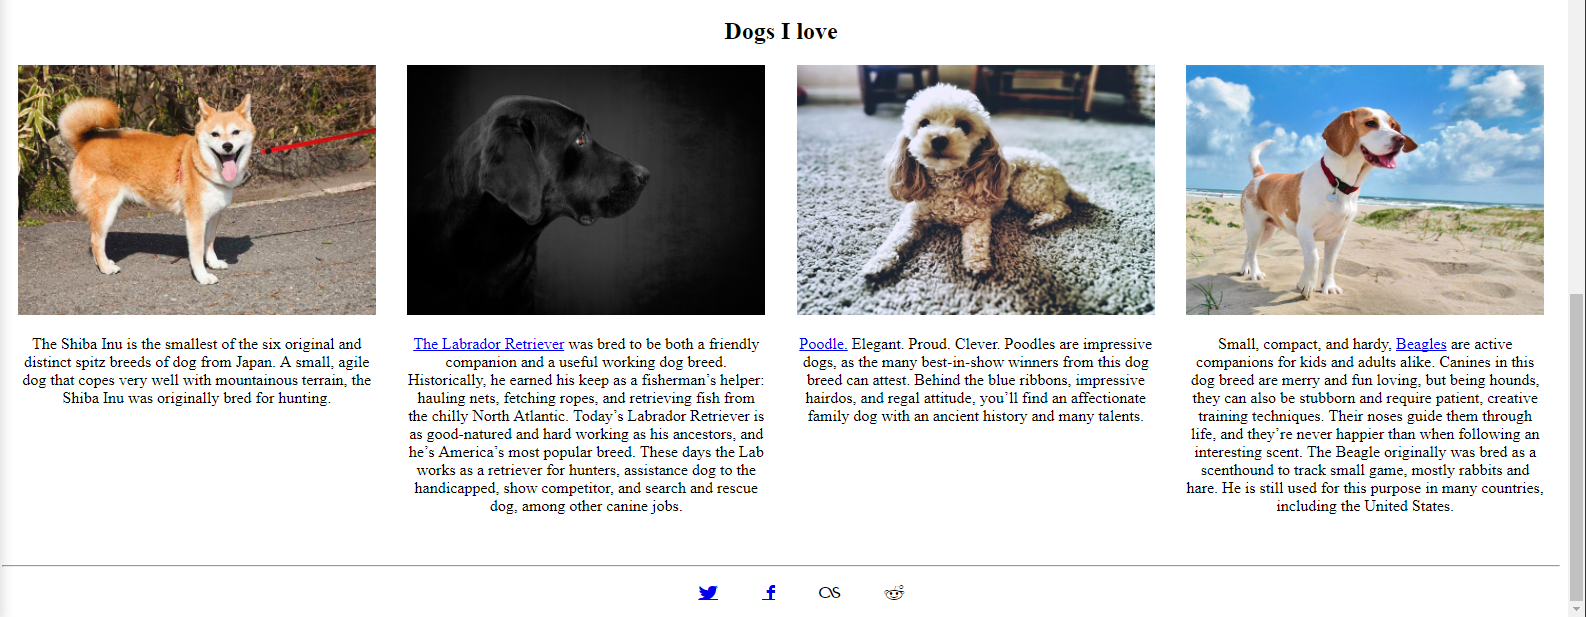 Dogs I love
The Shiba Inu is the smallest of the six original and
distinct spitz breeds of dog from Japan. A small, agile
dog that copes very well with mountainous terrain, the
Shiba Inu was originally bred for hunting.
The Labrador Retriever was bred to be both a friendly
companion and a useful working dog breed.
Historically, he earned his keep as a fisherman’s helper:
hauling nets, fetching ropes, and retrieving fish from
the chilly North Atlantic. Today’s Labrador Retriever is
as good-natured and hard working as his ancestors, and
he’s America’s most popular breed. These days the Lab
works as a retriever for hunters, assistance dog to the
handicapped, show competitor, and search and rescue
dog, among other canine jobs.
Poodle. Elegant. Proud. Clever. Poodles are impressive
dogs, as the many best-in-show winners from this dog
breed can attest. Behind the blue ribbons, impressive
hairdos, and regal attitude, you’ll find an affectionate
family dog with an ancient history and many talents.
Small, compact, and hardy, Beagles are active
companions for kids and adults alike. Canines in this
dog breed are merry and fun loving, but being hounds,
they can also be stubborn and require patient, creative
training techniques. Their noses guide them through
life, and they’re never happier than when following an
interesting scent. The Beagle originally was bred as a
scenthound to track small game, mostly rabbits and
hare. He is still used for this purpose in many countries,
including the United States.